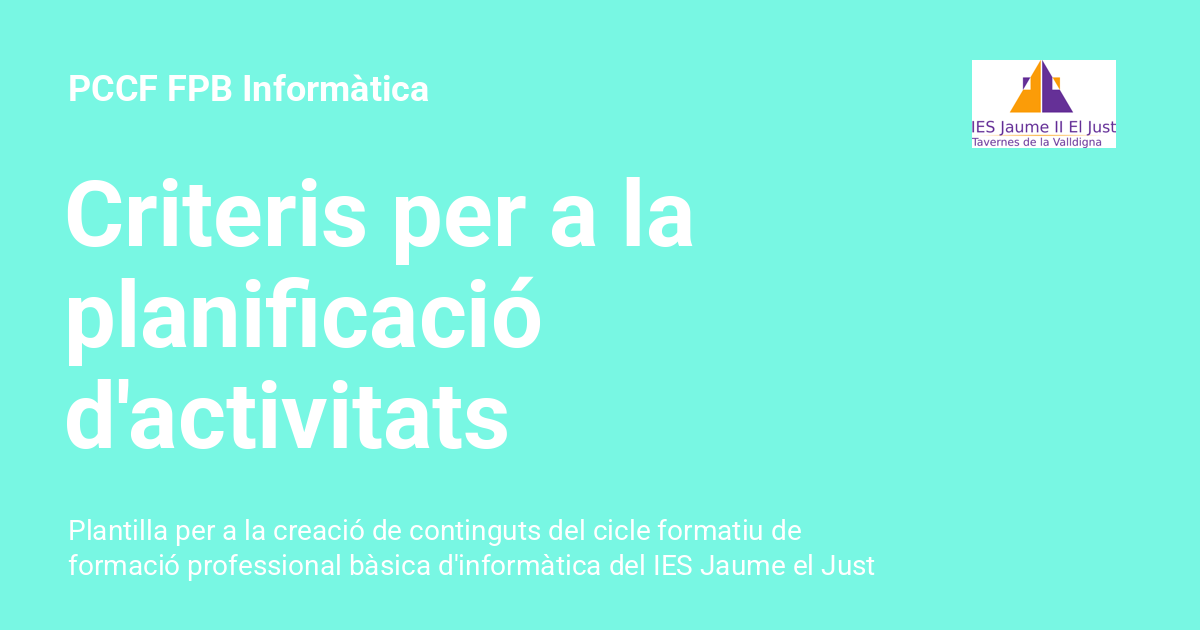 PCCF FPB Informàtica
IES Jaume II El Just
Tavernes de la Valldigna
Criteris per a la
planificació
d'activitats
Plantilla per a la creació de continguts del cicle formatiu de
formació professional bàsica d'informàtica del IES Jaume el Just